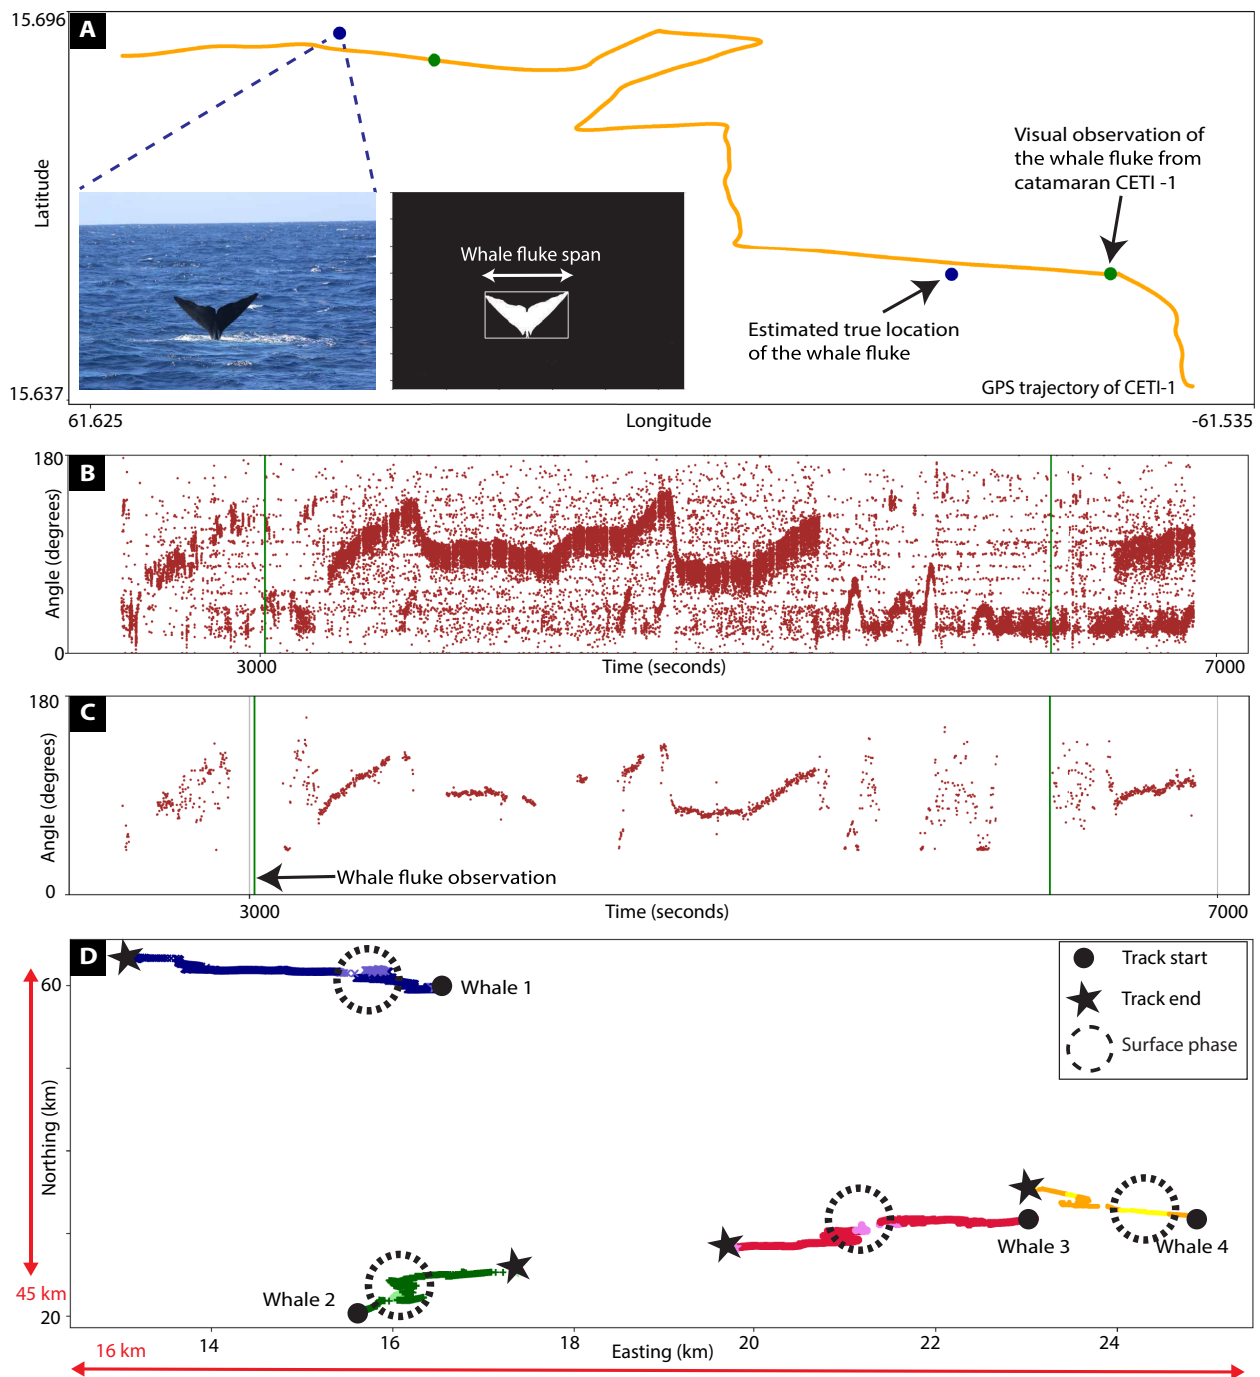 15.696
A
Latitude
Visual observation of
the whale fluke from
catamaran CETI -1
Whale fluke span
Estimated true location
of the whale fluke
GPS trajectory of CETI-1
15.637
61.625
Longitude
-61.535
180
B
Angle (degrees)
0
3000
Time (seconds)
7000
180
C
Angle (degrees)
Whale fluke observation
0
3000
Time (seconds)
7000
D
Track start
Track end
Surface phase
60
Whale 1
Northing (km)
Whale 3
Whale 4
Whale 2
45 km
20
14
16
18
20
22
24
16 km
Easting (km)